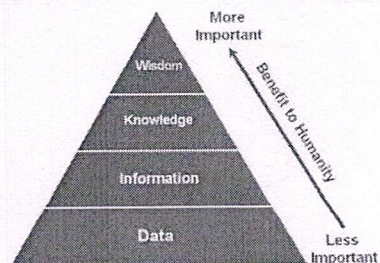 More
Important
Wisdom
Knowledge
Information
Data
Benefit to Humanity
Less
Important